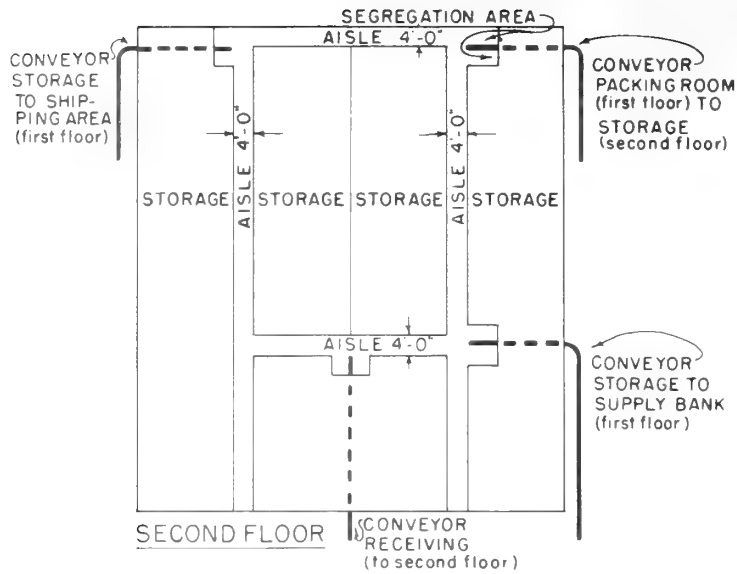 SEGREGATION AREA
AISLE 4'-0"
CONVEYOR
STORAGE
TO SHIP-
PING AREA
(first floor)
CONVEYOR
PACKING ROOM
(first floor) TO
STORAGE
(second floor)
AISLE 4'-0"
AISLE 4'-0"
STORAGE
STORAGE
STORAGE
STORAGE
AISLE 4'-0"
CONVEYOR
STORAGE TO
SUPPLY BANK
(first floor)
SECOND FLOOR
CONVEYOR
RECEIVING
(to second floor)